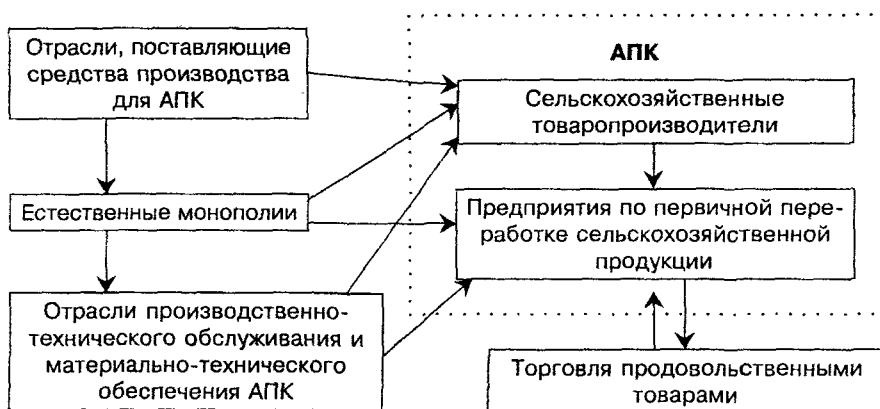 Отрасли, поставляющие
средства производства
для АПК
Естественные монополии
Отрасли производственно-
технического обслуживания и
материально-технического
обеспечения АПК
АПК
Сельскохозяйственные
товаропроизводители
Предприятия по первичной пере-
работке сельскохозяйственной
продукции
Торговля продовольственными
товарами